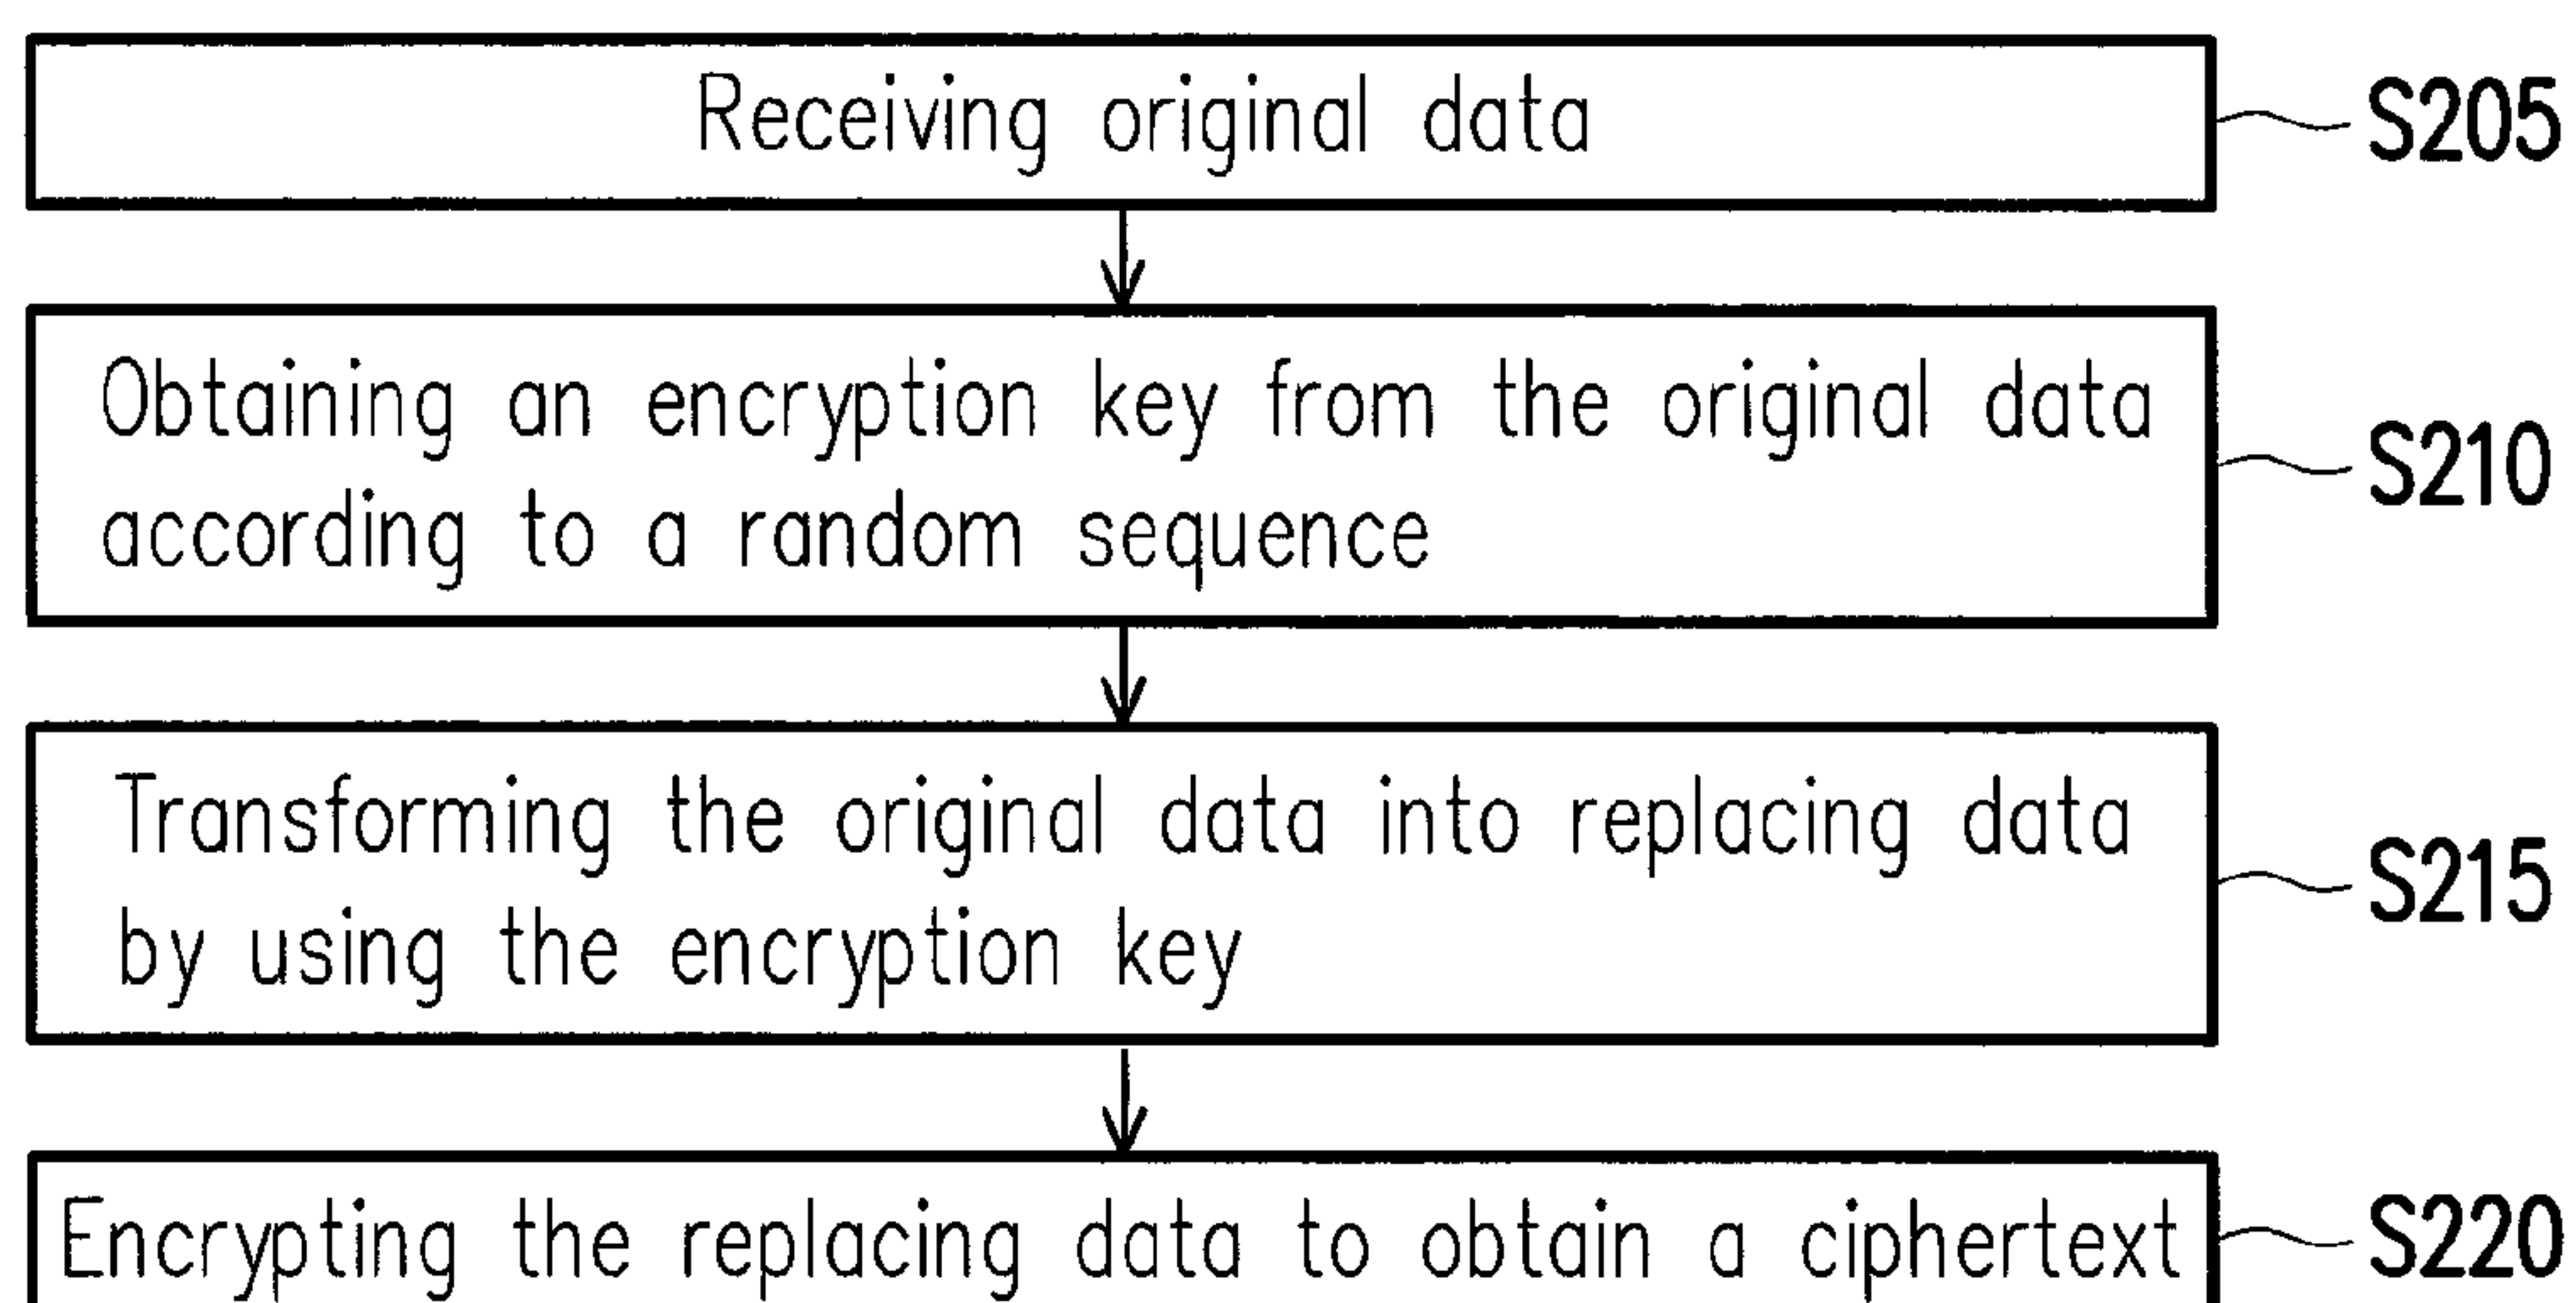 Receiving original data
S205
Obtaining an encryption key from the original data
according to a random sequence
S210
Transforming the original data into replacing data
by using the encryption key
S215
Encrypting the replacing data to obtain a ciphertext
S220